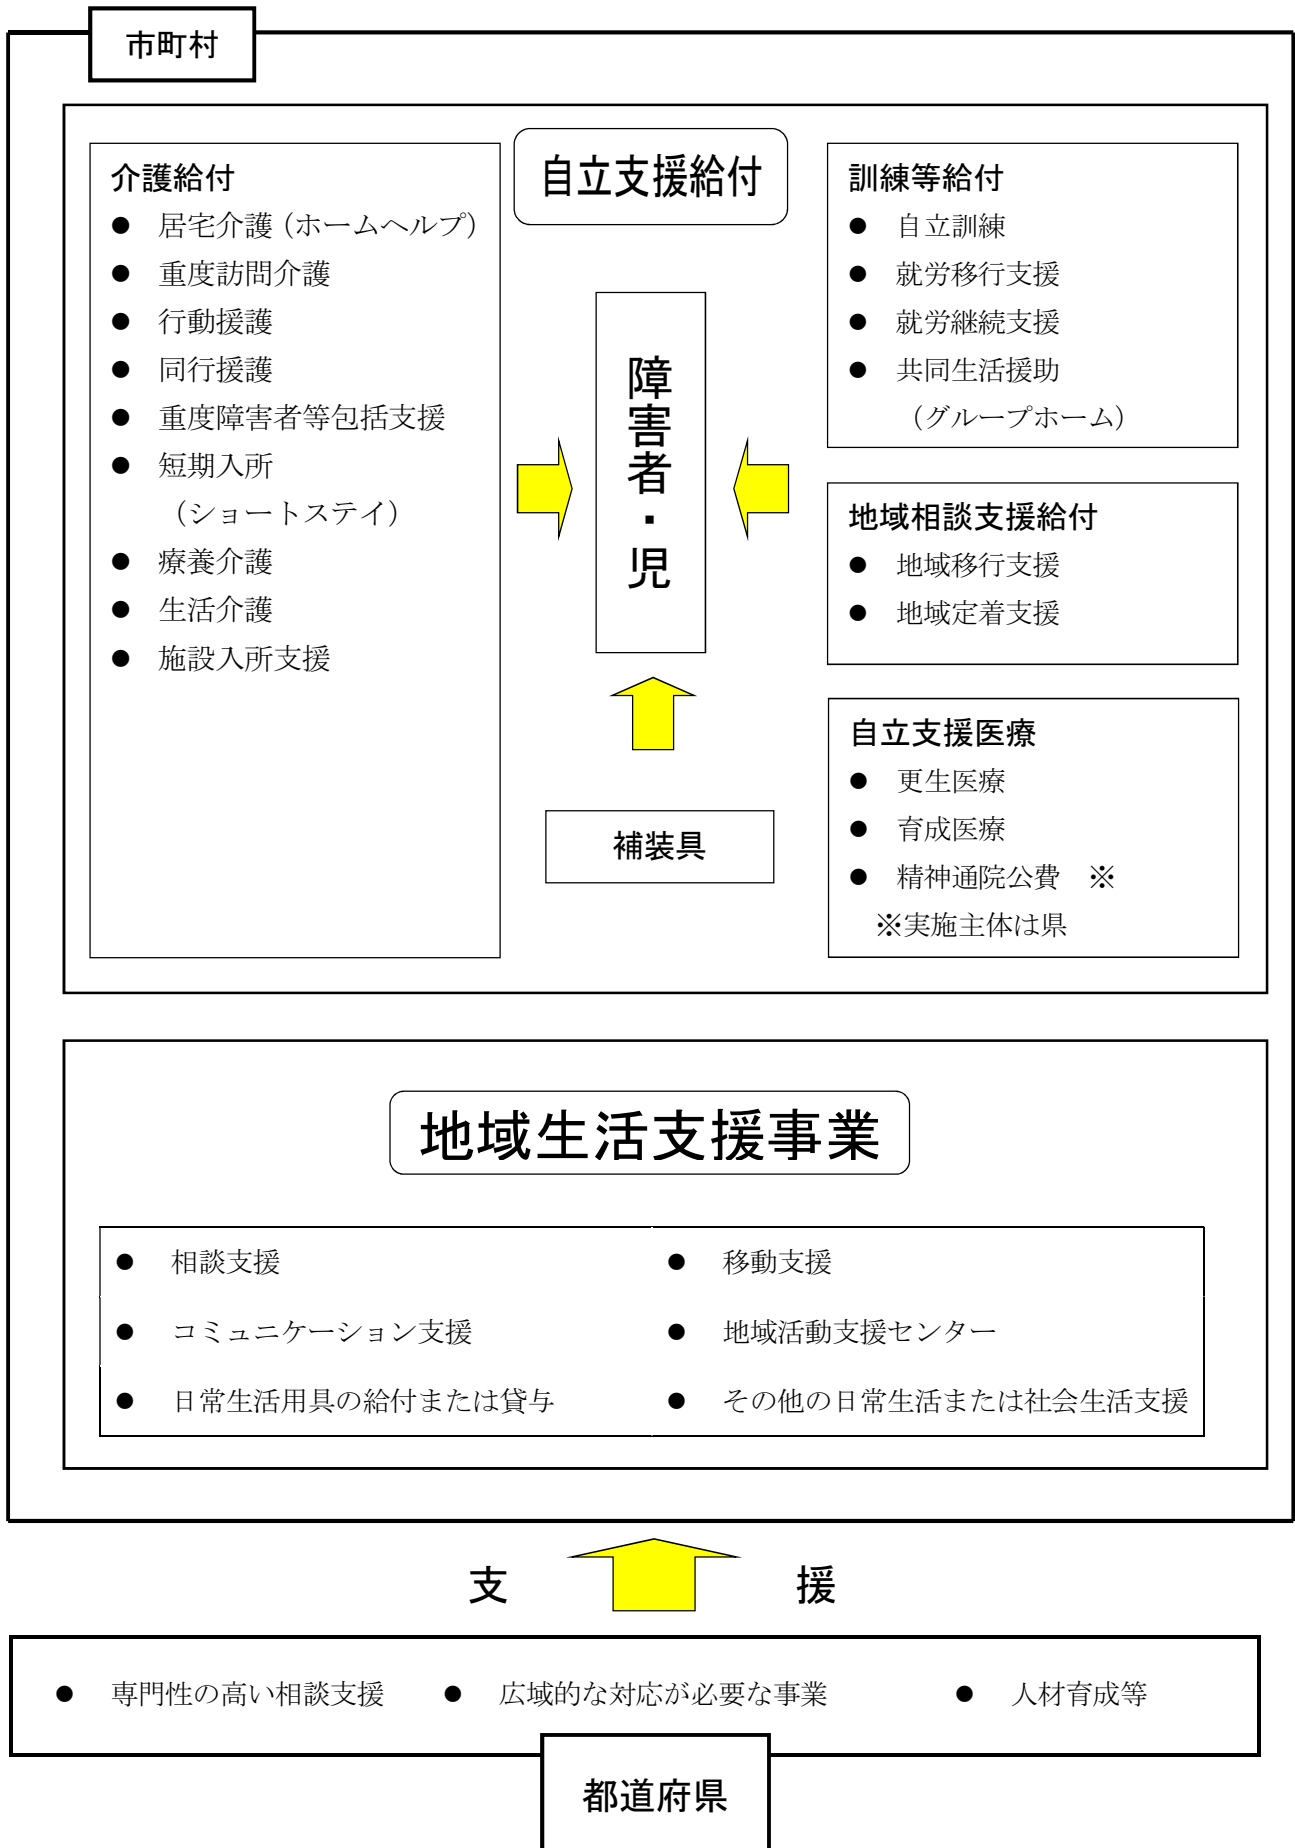 市町村
自立支援給付
介護給付
● 居宅介護（ホームヘルプ）
● 重度訪問介護
● 行動援護
● 同行援護
● 重度障害者等包括支援
● 短期入所
（ショートステイ）
● 療養介護
● 生活介護
● 施設入所支援
障害者・児
補装具
訓練等給付
● 自立訓練
● 就労移行支援
● 就労継続支援
● 共同生活援助
（グループホーム）
地域相談支援給付
● 地域移行支援
● 地域定着支援
自立支援医療
● 更生医療
● 育成医療
● 精神通院公費　※
※実施主体は県
地域生活支援事業
● 相談支援
● 移動支援
● コミュニケーション支援
● 地域活動支援センター
● 日常生活用具の給付または貸与
● その他の日常生活または社会生活支援
支　援
● 専門性の高い相談支援　● 広域的な対応が必要な事業　● 人材育成等
都道府県